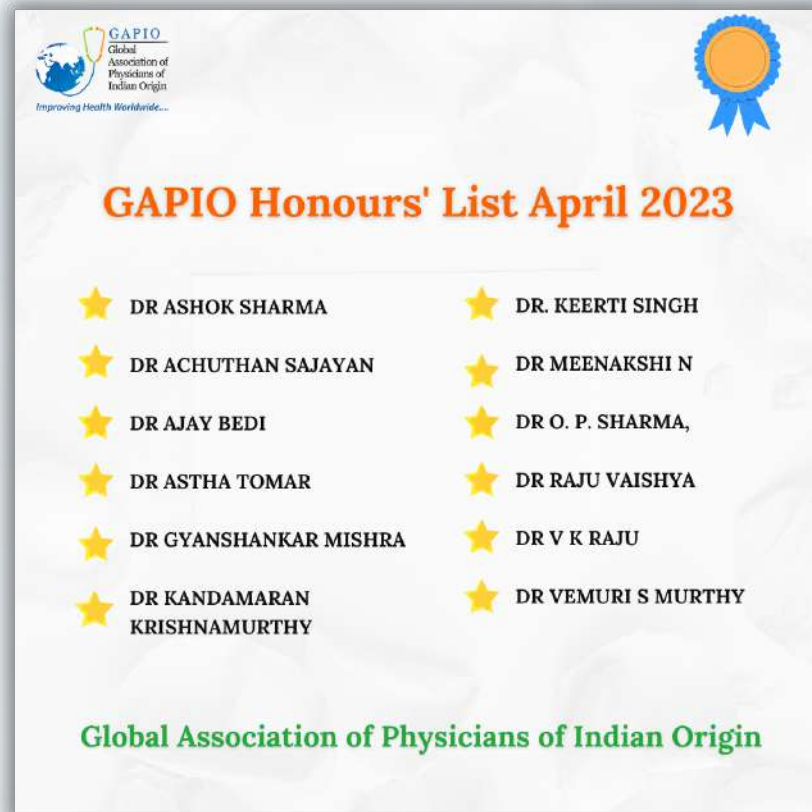 GAPIO
Global
Association of
Physicians of
Indian Origin
Improving Health Worldwide....
GAPIO Honours' List April 2023
DR ASHOK SHARMA
DR ACHUTHAN SAJAYAN
DR AJAY BEDI
DR ASTHA TOMAR
DR GYANSHANKAR MISHRA
DR KANDAMARAN
KRISHNAMURTHY
DR. KEERTI SINGH
DR MEENAKSHI N
DR O. P. SHARMA,
DR RAJU VAISHYA
DR V K RAJU
DR VEMURI S MURTHY
Global Association of Physicians of Indian Origin